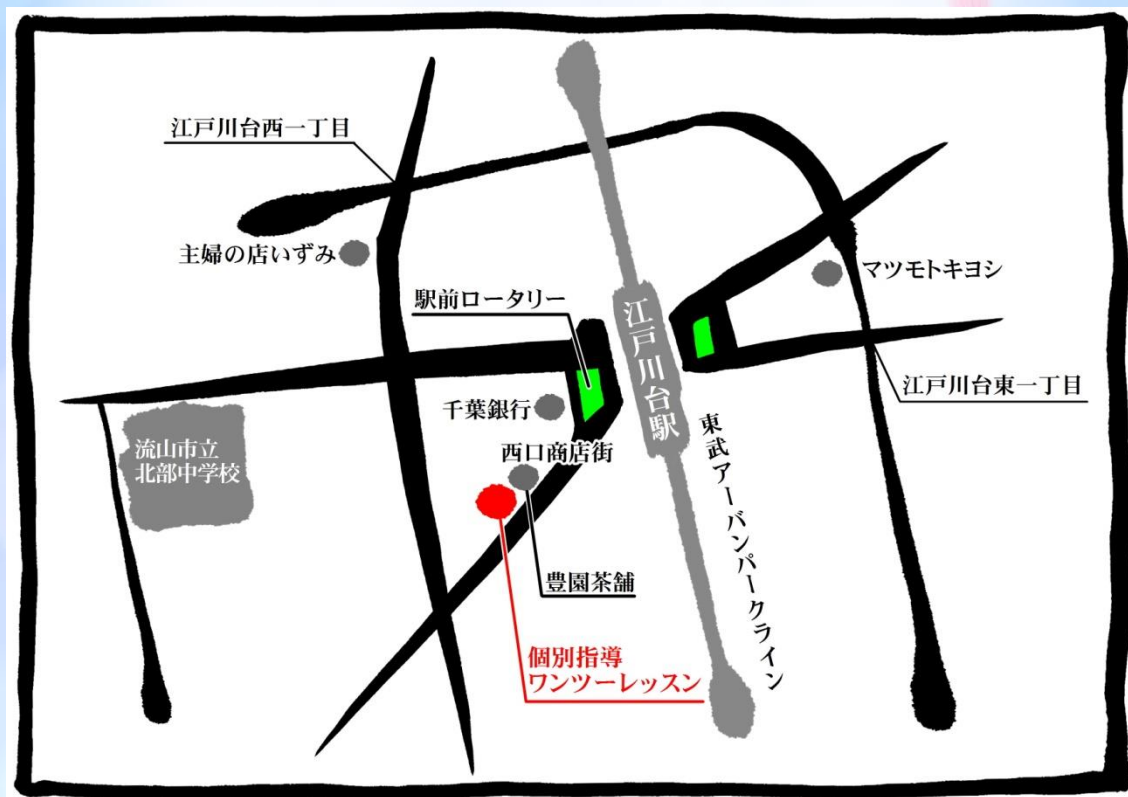 江戸川台西一丁目
主婦の店いずみ
マツモトキヨシ
駅前ロータリー
江戸川台駅
江戸川台東一丁目
千葉銀行
東武アーバンパークライン
流山市立
北部中学校
西口商店街
豊園茶舗
個別指導
ワンツーレッスン